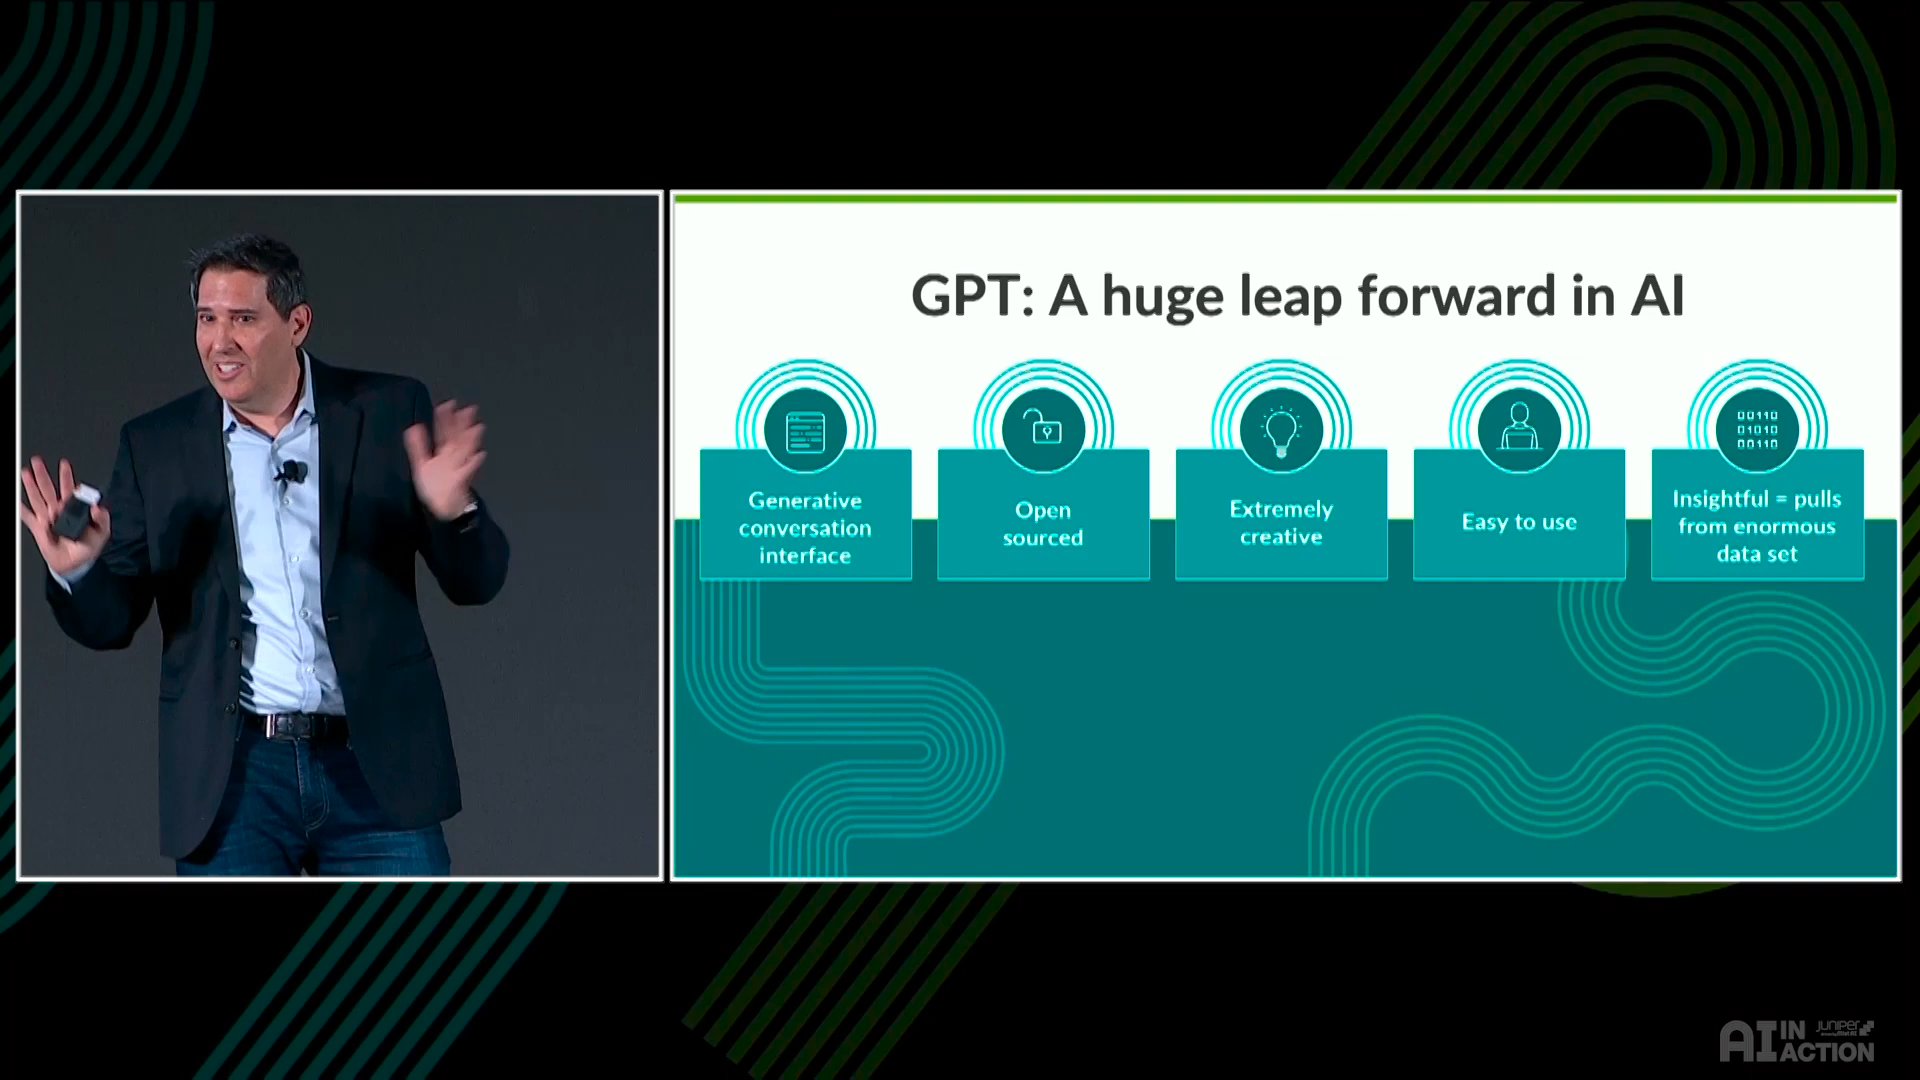 GPT: A huge leap forward in AI
Generative
conversation
interface
Open
sourced
Extremely
creative
Easy to use
Insightful = pulls
from enormous
data set
00110
01010
00110
AI IN ACTION
JUNIPER